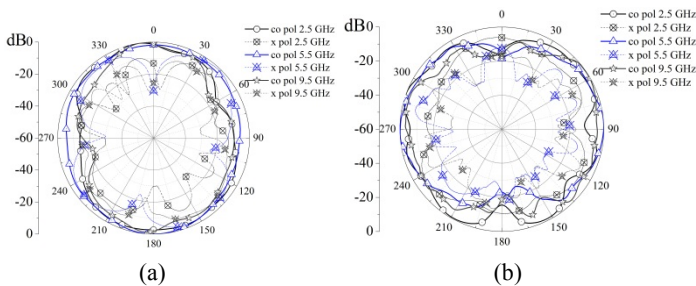 dB0
-20
-40
-60
-40
-20
0
0
30
60
90
120
150
180
210
240
270
300
330
co pol 2.5 GHz
x pol 2.5 GHz
co pol 5.5 GHz
x pol 5.5 GHz
co pol 9.5 GHz
x pol 9.5 GHz
(a)
dB0
-20
-40
-60
-40
-20
0
0
30
60
90
120
150
180
210
240
270
300
330
co pol 2.5 GHz
x pol 2.5 GHz
co pol 5.5 GHz
x pol 5.5 GHz
co pol 9.5 GHz
x pol 9.5 GHz
(b)